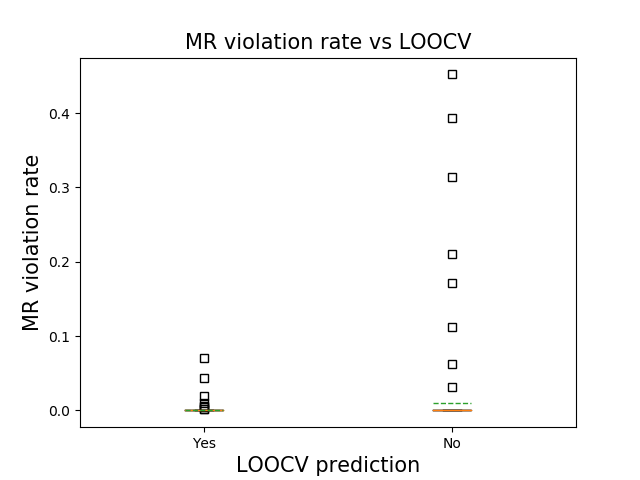 MR violation rate vs LOOCV
MR violation rate
0.4
0.3
0.2
0.1
0.0
Yes
No
LOOCV prediction